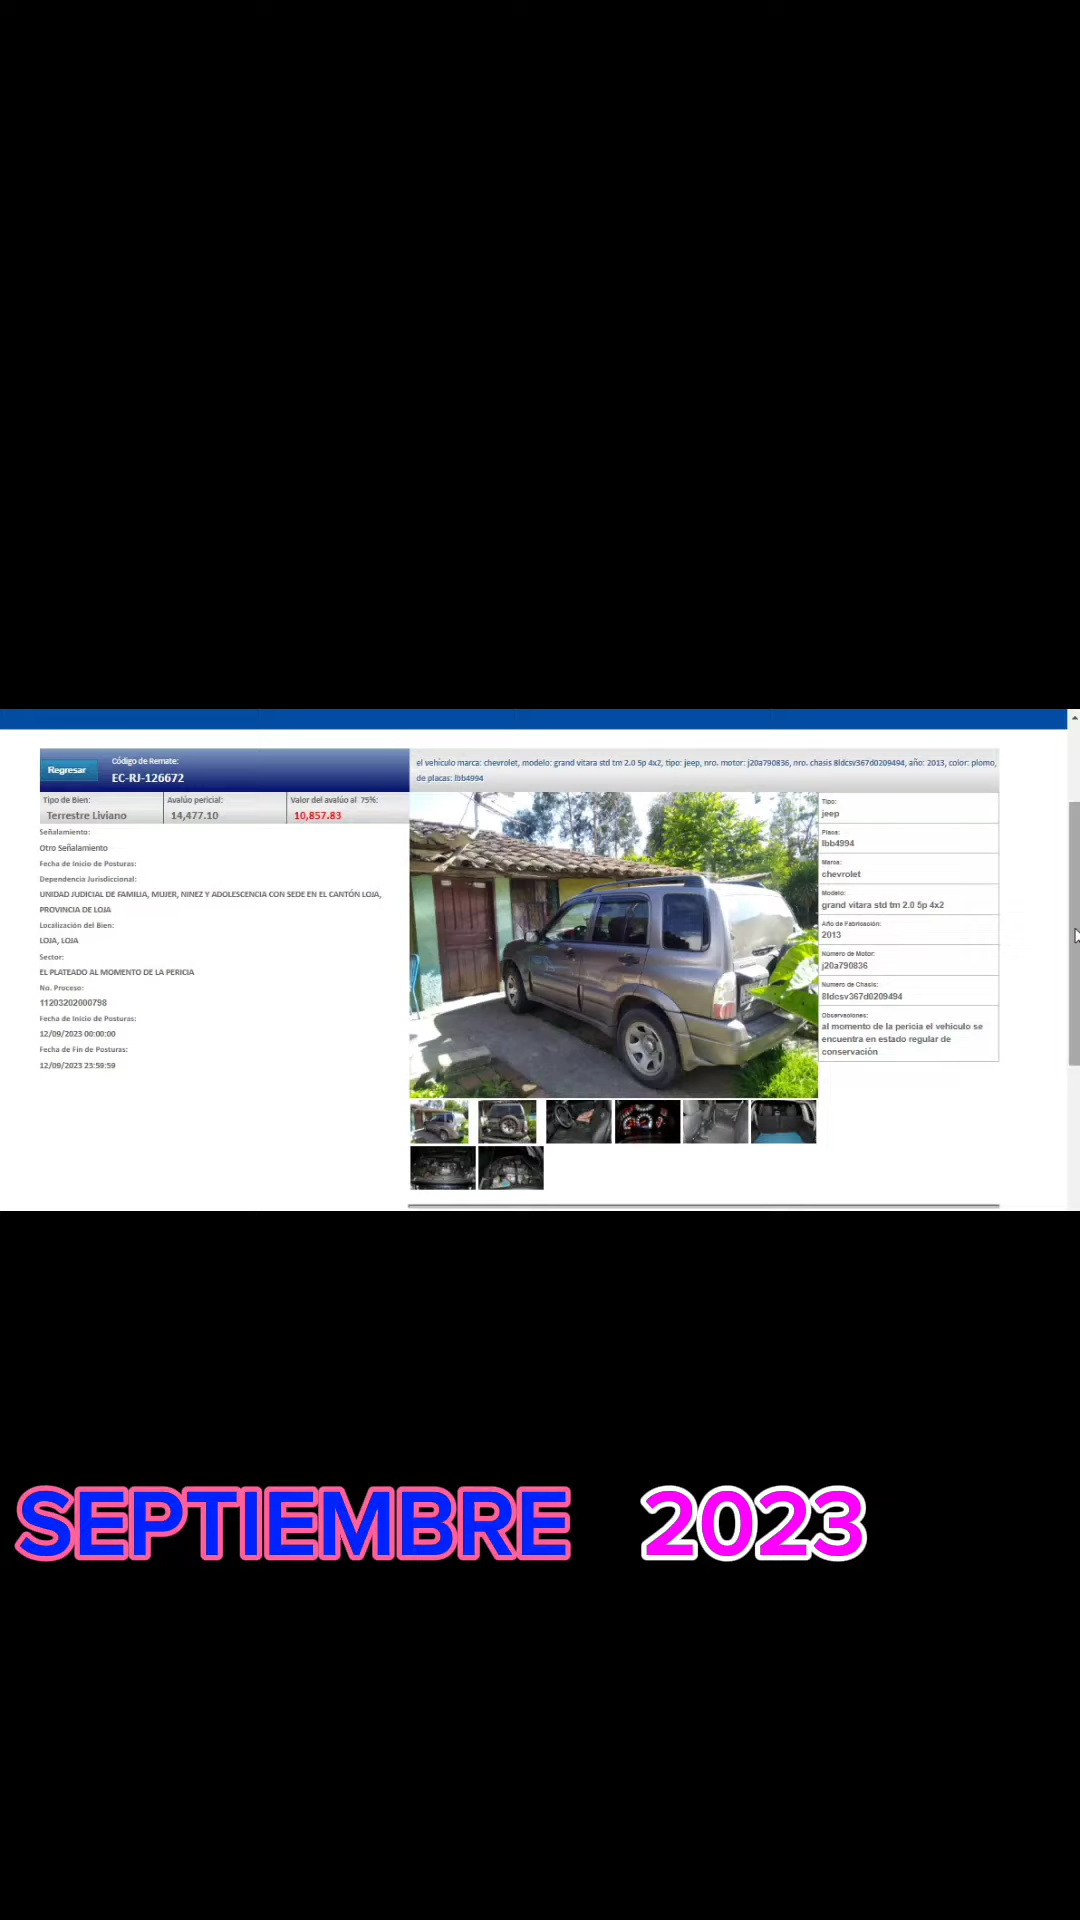 Regresar
Código de Remate:
EC-RJ-126672
el vehículo marca: chevrolet, modelo: grand vitara std tm 2.0 5p 4x2, tipo: jeep, nro. motor: j20a790836, nro. chasis 8ldcsv367d0209494, año: 2013, color: plomo,
de placas: lbb4994
Tipo de Bien:
Terrestre Liviano
Avalúo pericial:
14,477.10
Valor del avalúo al 75%:
10,857.83
Señalamiento:
Otro Señalamiento
Fecha de Inicio de Posturas:
Dependencia Jurisdiccional:
UNIDAD JUDICIAL DE FAMILIA, MUJER, NINEZ Y ADOLESCENCIA CON SEDE EN EL CANTÓN LOJA,
PROVINCIA DE LOJA
Localización del Bien:
LOJA, LOJA
Sector:
EL PLATEADO AL MOMENTO DE LA PERICIA
No. Proceso:
11203202000798
Fecha de Inicio de Posturas:
12/09/2023 00:00:00
Fecha de Fin de Posturas:
12/09/2023 23:59:59
Tipo:
jeep
Placa:
lbb4994
Marca:
chevrolet
Modelo:
grand vitara std tm 2.0 5p 4x2
Año de Fabricación:
2013
Número de Motor:
j20a790836
Numero de Chasis:
8ldcsv367d0209494
Observaciones:
al momento de la pericia el vehículo se
encuentra en estado regular de
conservación
SEPTIEMBRE 2023